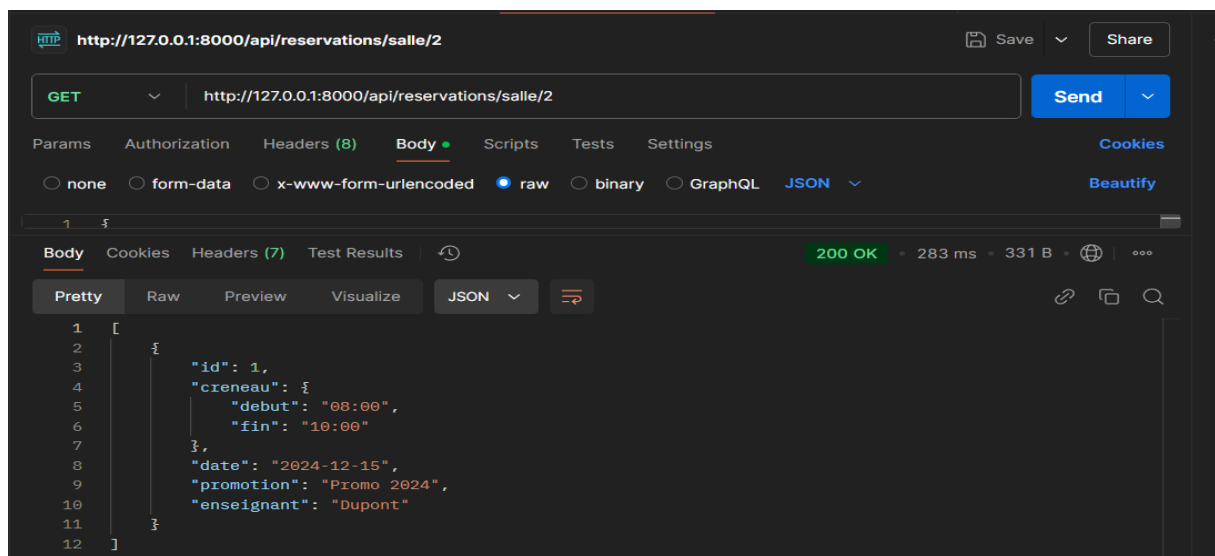 HTTP http://127.0.0.1:8000/api/reservations/salle/2 Save Share
GET http://127.0.0.1:8000/api/reservations/salle/2 Send
Params Authorization Headers (8) Body Scripts Tests Settings Cookies
none form-data x-www-form-urlencoded raw binary GraphQL JSON Beautify
1 {
Body Cookies Headers (7) Test Results 200 OK 283 ms 331 B
Pretty Raw Preview Visualize JSON
1 [
2 {
3 "id": 1,
4 "creneau": {
5 "debut": "08:00",
6 "fin": "10:00"
7 },
8 "date": "2024-12-15",
9 "promotion": "Promo 2024",
10 "enseignant": "Dupont"
11 }
12 ]